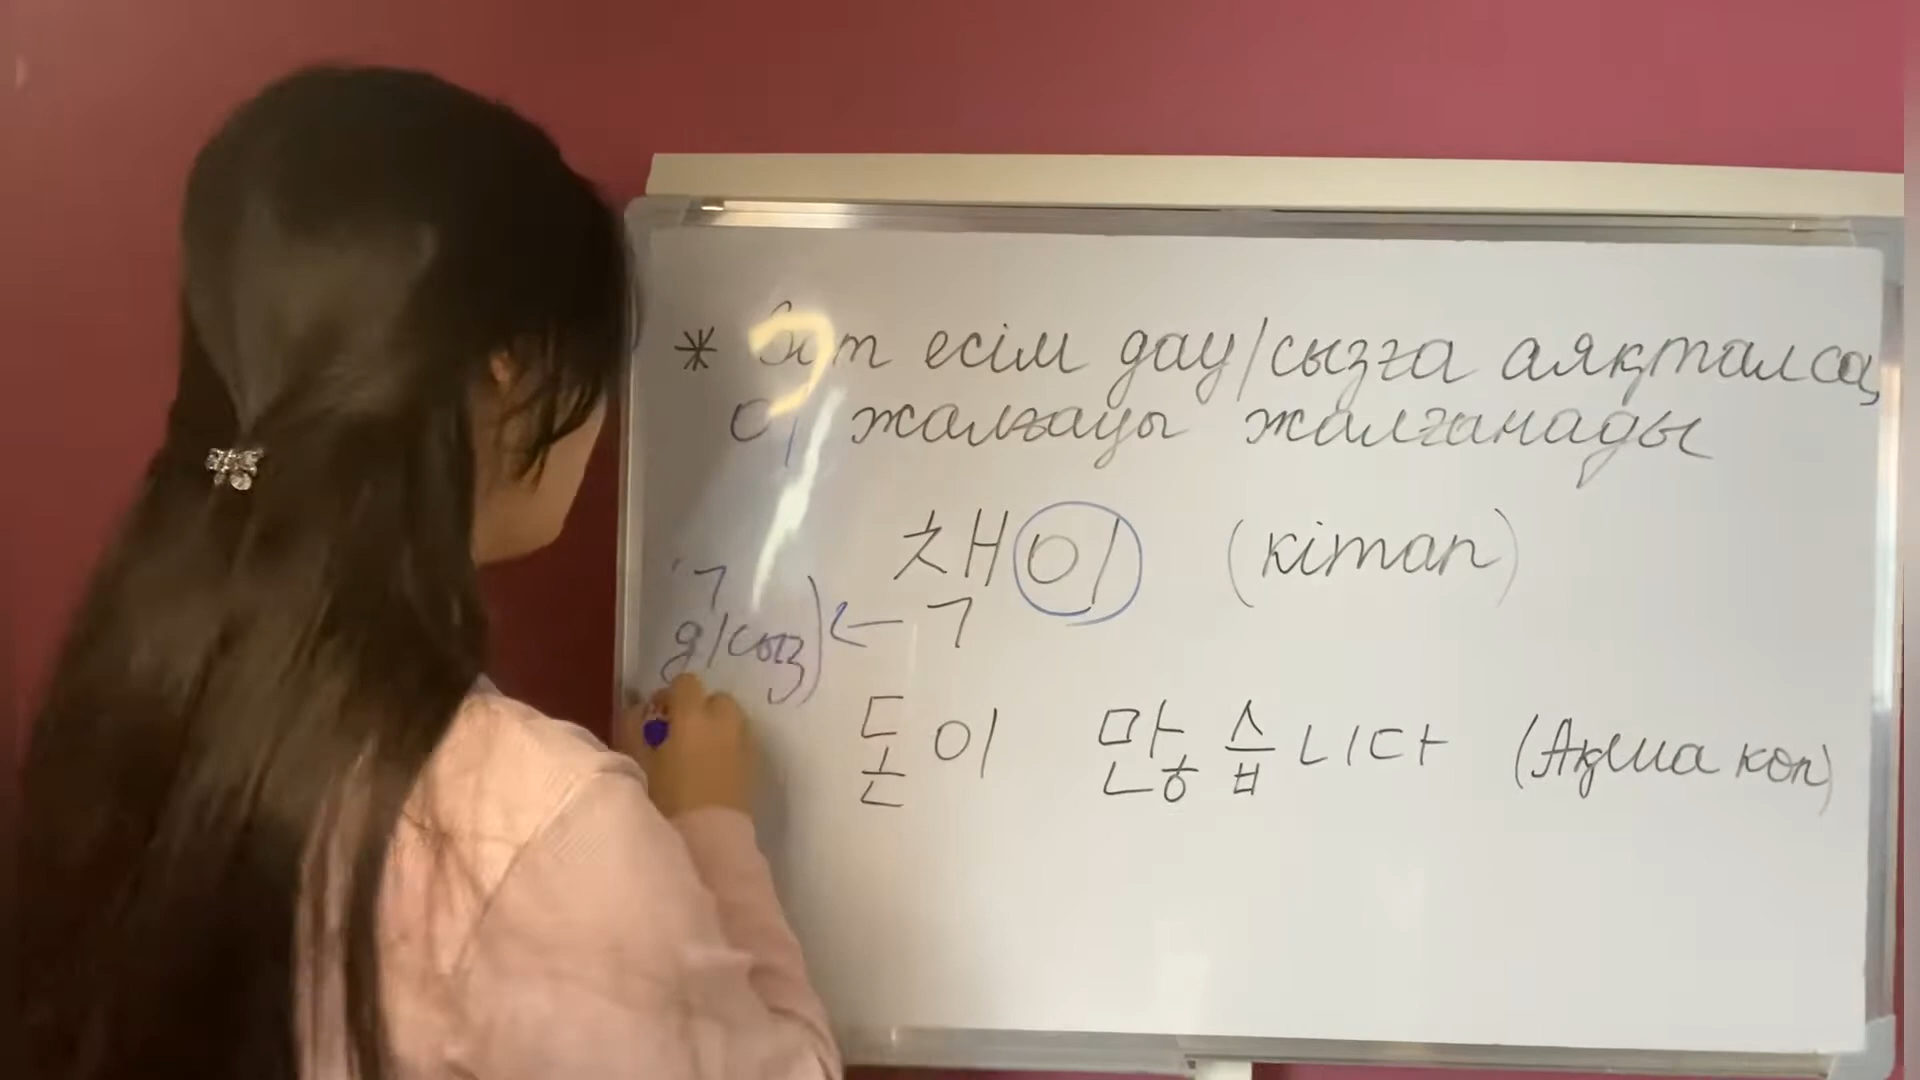 * Зат есім дау/сызға аяқталса,
이 жалғауы жалғанады
책이 (кітап)
ㄱ
д/сыз) ← ㄱ
돈이 많습니다 (Ақша көп)